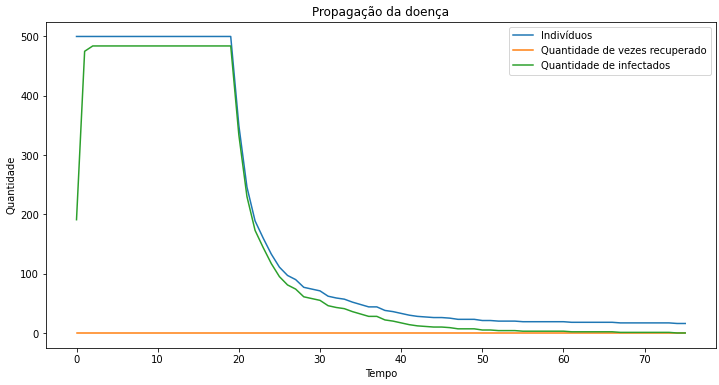 Propagação da doença
Indivíduos
Quantidade de vezes recuperado
Quantidade de infectados
Quantidade
500
400
300
200
100
0
0 10 20 30 40 50 60 70
Tempo